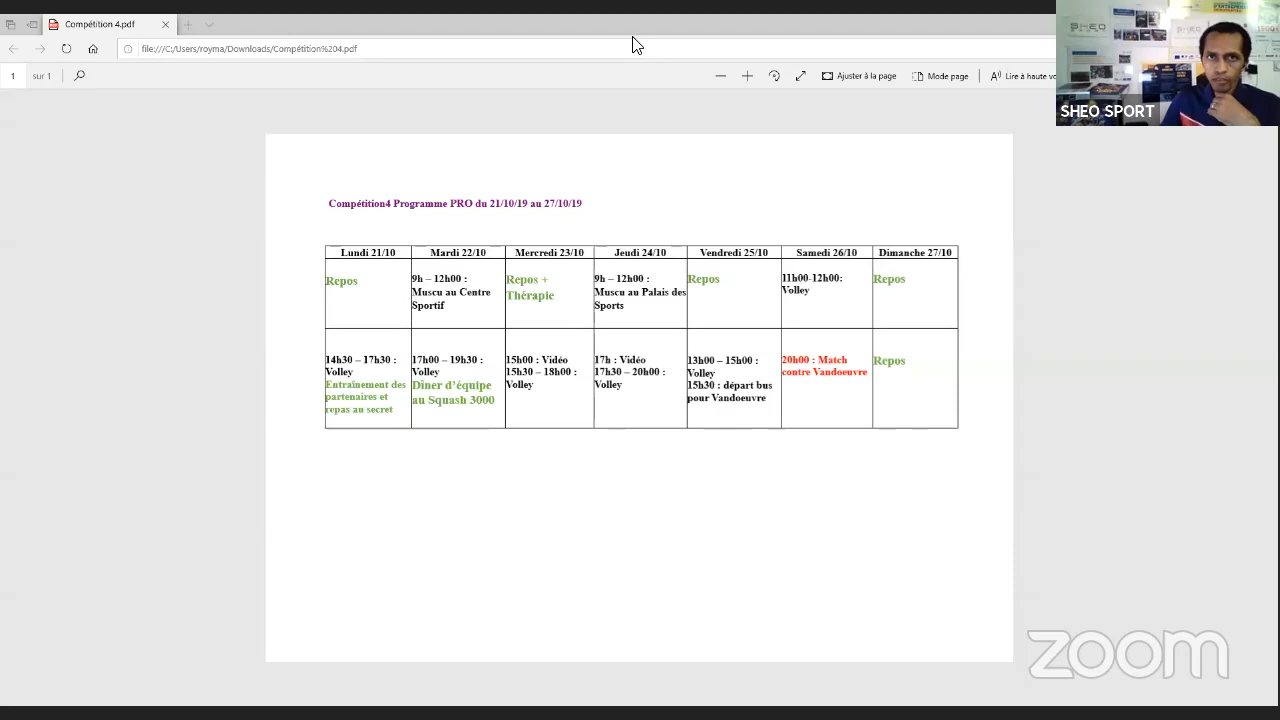 Compétition 4.pdf
file:///C:/Users/royma/Downloads/Compétition%204.pdf
1 sur 1
Ajuster à la page
Mode page
Lire à haute vo
SHEO SPORT
Compétition4 Programme PRO du 21/10/19 au 27/10/19
Lundi 21/10 Mardi 22/10 Mercredi 23/10 Jeudi 24/10 Vendredi 25/10 Samedi 26/10 Dimanche 27/10
Repos
9h – 12h00 :
Muscu au Centre
Sportif
Repos +
Thérapie
9h – 12h00 :
Muscu au Palais des
Sports
Repos
11h00-12h00:
Volley
Repos
14h30 – 17h30 :
Volley
Entraînement des
partenaires et
repas au secret
17h00 – 19h30 :
Volley
Dîner d’équipe
au Squash 3000
15h00 : Vidéo
15h30 – 18h00 :
Volley
17h : Vidéo
17h30 – 20h00 :
Volley
13h00 – 15h00 :
Volley
15h30 : départ bus
pour Vandoeuvre
20h00 : Match
contre Vandoeuvre
Repos
zoom